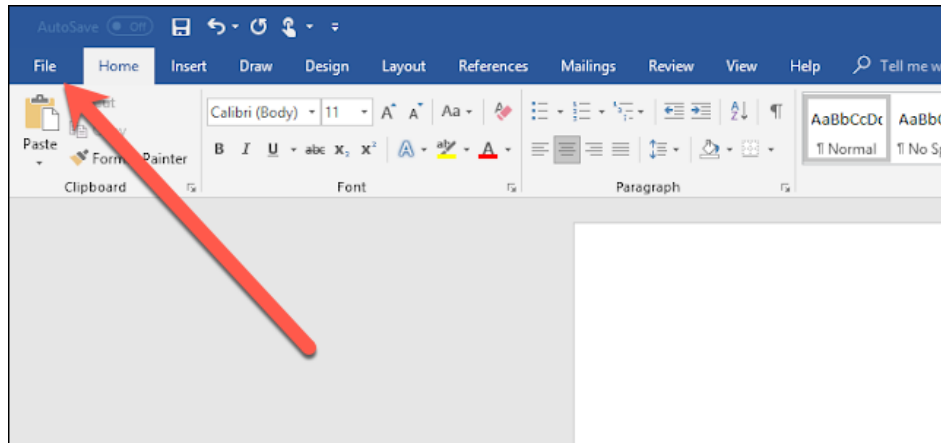 AutoSave Off
File Home Insert Draw Design Layout References Mailings Review View Help Tell me w
Calibri (Body) 11 Aa AaBbCcDc AaBb
Paste Painter B I U abc x₂ x² A A ¶ Normal ¶ No Sp
Clipboard Font Paragraph